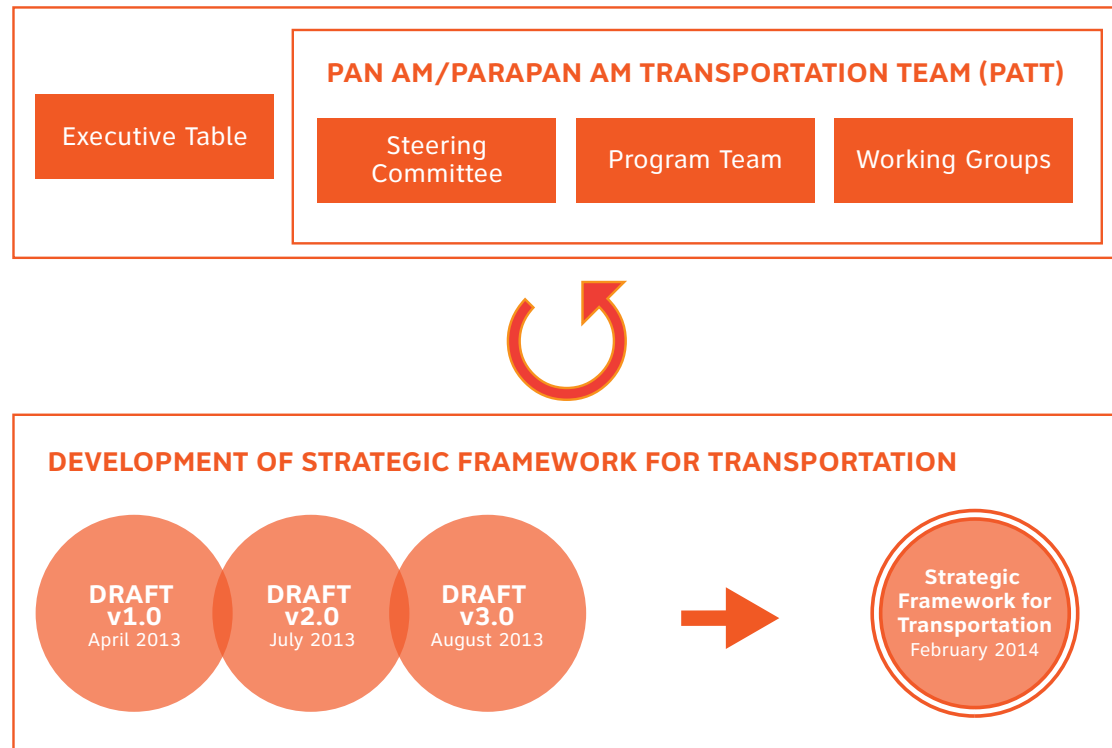 PAN AM/PARAPAN AM TRANSPORTATION TEAM (PATT)
Executive Table
Steering
Committee
Program Team
Working Groups
DEVELOPMENT OF STRATEGIC FRAMEWORK FOR TRANSPORTATION
DRAFT
v1.0
April 2013
DRAFT
v2.0
July 2013
DRAFT
v3.0
August 2013
Strategic
Framework for
Transportation
February 2014